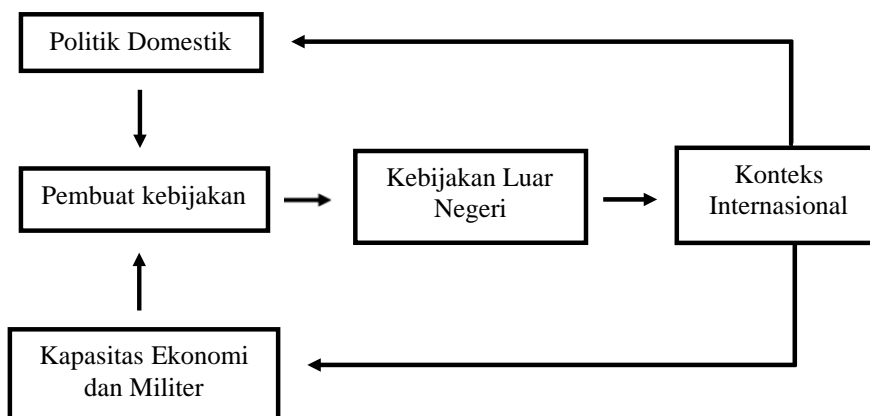 Politik Domestik
Pembuat kebijakan
Kebijakan Luar
Negeri
Konteks
Internasional
Kapasitas Ekonomi
dan Militer